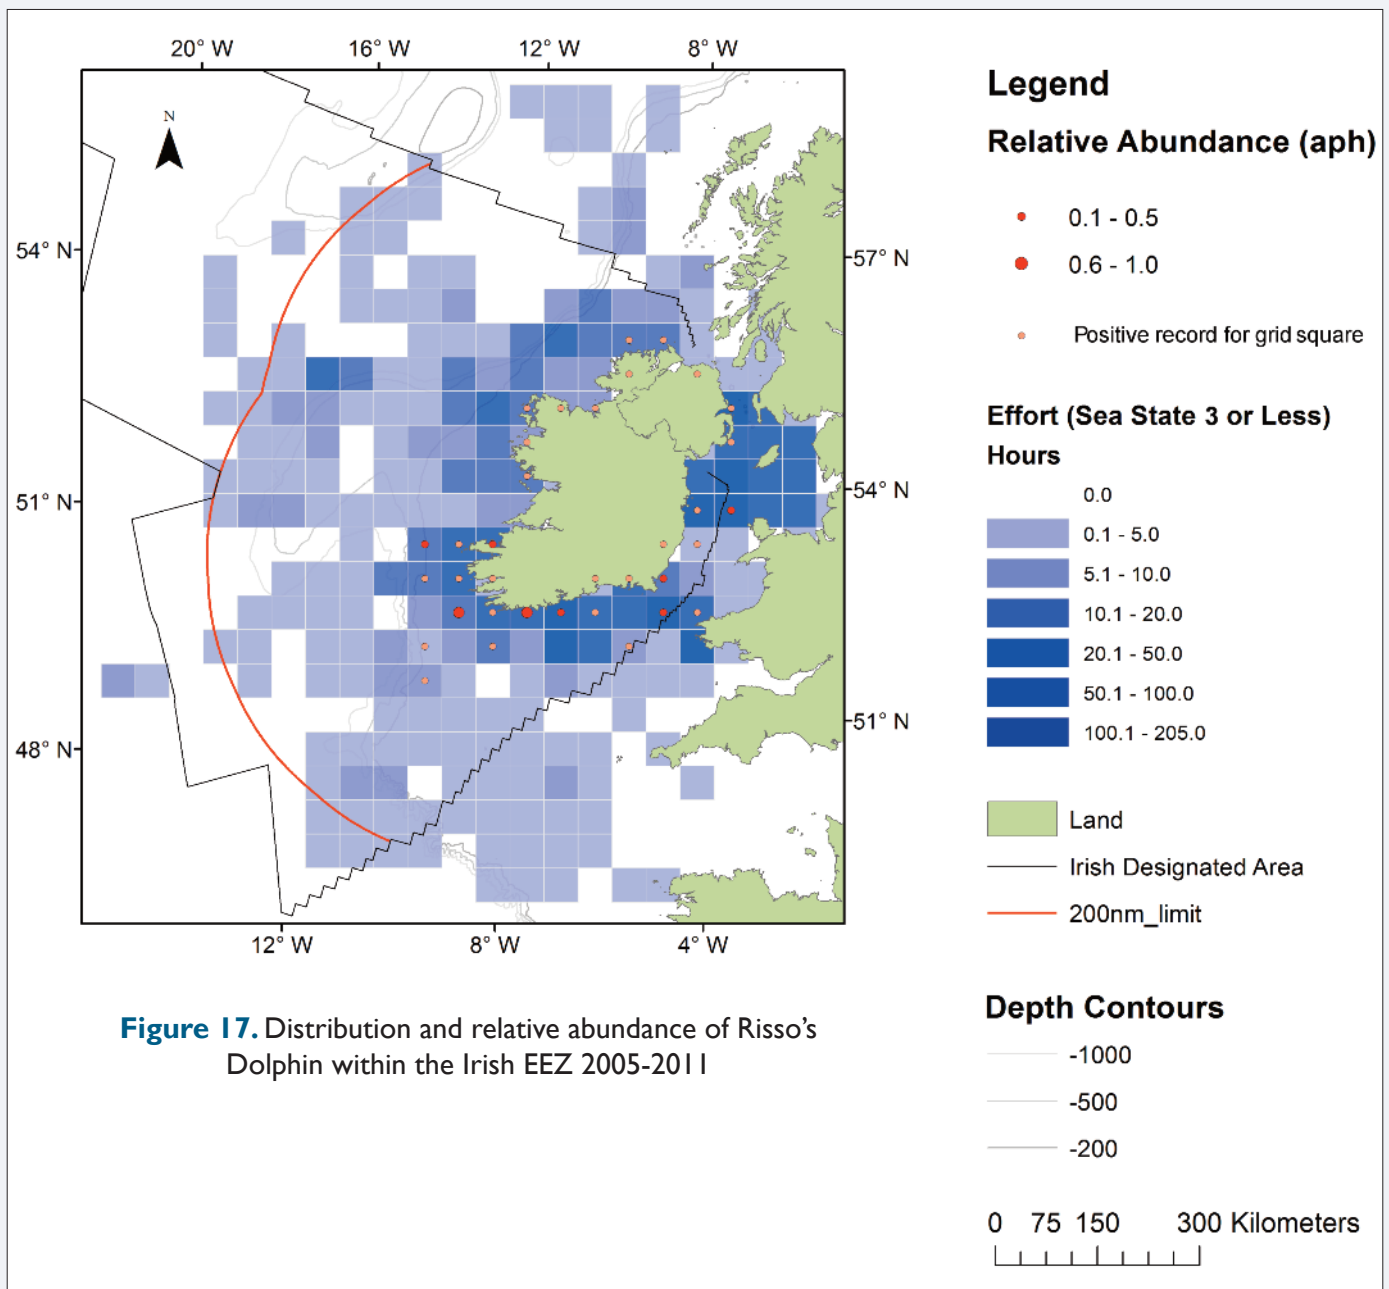 20° W 16° W 12° W 8° W
N
54° N
57° N
51° N
54° N
48° N
51° N
12° W 8° W 4° W
Figure 17. Distribution and relative abundance of Risso’s
Dolphin within the Irish EEZ 2005-2011
Legend
Relative Abundance (aph)
0.1 - 0.5
0.6 - 1.0
Positive record for grid square
Effort (Sea State 3 or Less)
Hours
0.0
0.1 - 5.0
5.1 - 10.0
10.1 - 20.0
20.1 - 50.0
50.1 - 100.0
100.1 - 205.0
Land
Irish Designated Area
200nm_limit
Depth Contours
-1000
-500
-200
0 75 150 300 Kilometers